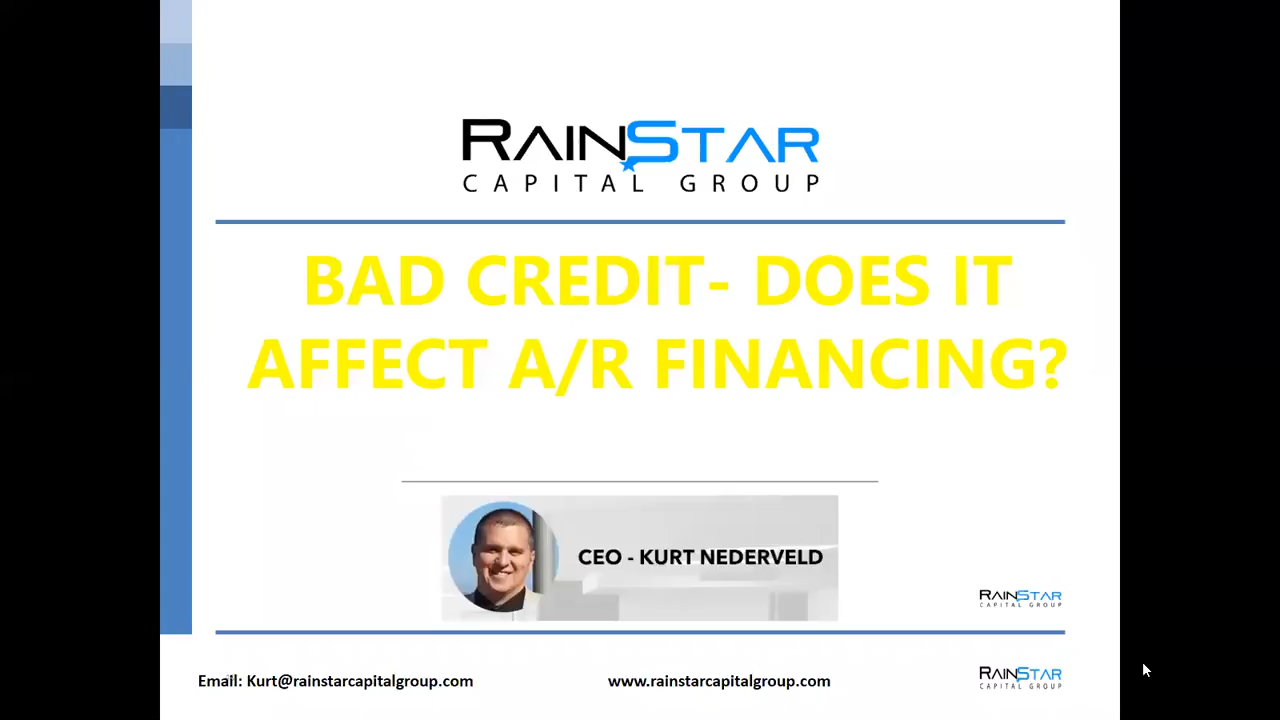 RAINSTAR
CAPITAL GROUP
BAD CREDIT- DOES IT
AFFECT A/R FINANCING?
CEO - KURT NEDERVELD
RAINSTAR
CAPITAL GROUP
Email: Kurt@rainstarcapitalgroup.com
www.rainstarcapitalgroup.com
RAINSTAR
CAPITAL GROUP